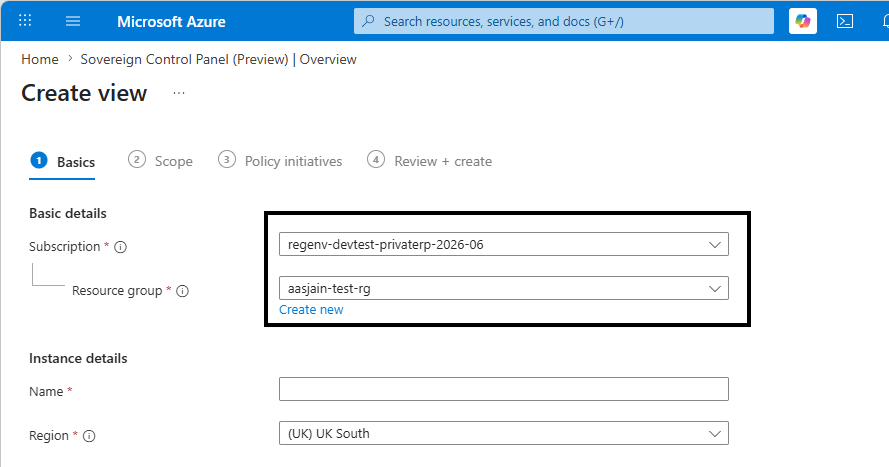 Microsoft Azure
Search resources, services, and docs (G+/)
Home > Sovereign Control Panel (Preview) | Overview
Create view ...
1 Basics 2 Scope 3 Policy initiatives 4 Review + create
Basic details
Subscription * regenv-devtest-privaterp-2026-06
Resource group * aasjain-test-rg
Create new
Instance details
Name *
Region * (UK) UK South